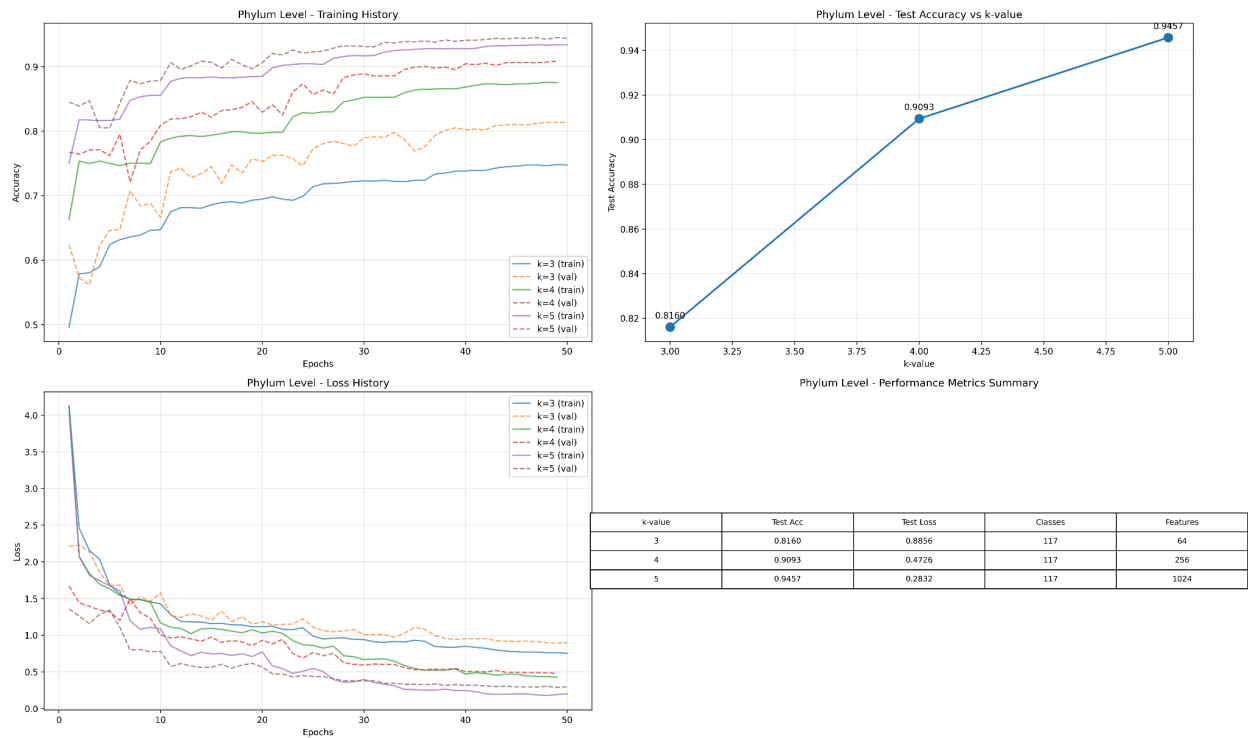 Phylum Level - Training History
Accuracy
0.9
0.8
0.7
0.6
0.5
k=3 (train)
k=3 (val)
k=4 (train)
k=4 (val)
k=5 (train)
k=5 (val)
0 10 20 30 40 50
Epochs
Phylum Level - Test Accuracy vs k-value
Test Accuracy
0.94
0.92
0.90
0.88
0.86
0.84
0.82
0.9457
0.9093
0.8160
3.00 3.25 3.50 3.75 4.00 4.25 4.50 4.75 5.00
k-value
Phylum Level - Loss History
Loss
4.0
3.5
3.0
2.5
2.0
1.5
1.0
0.5
0.0
k=3 (train)
k=3 (val)
k=4 (train)
k=4 (val)
k=5 (train)
k=5 (val)
0 10 20 30 40 50
Epochs
Phylum Level - Performance Metrics Summary
k-value Test Acc Test Loss Classes Features
3 0.8160 0.8856 117 64
4 0.9093 0.4726 117 256
5 0.9457 0.2832 117 1024